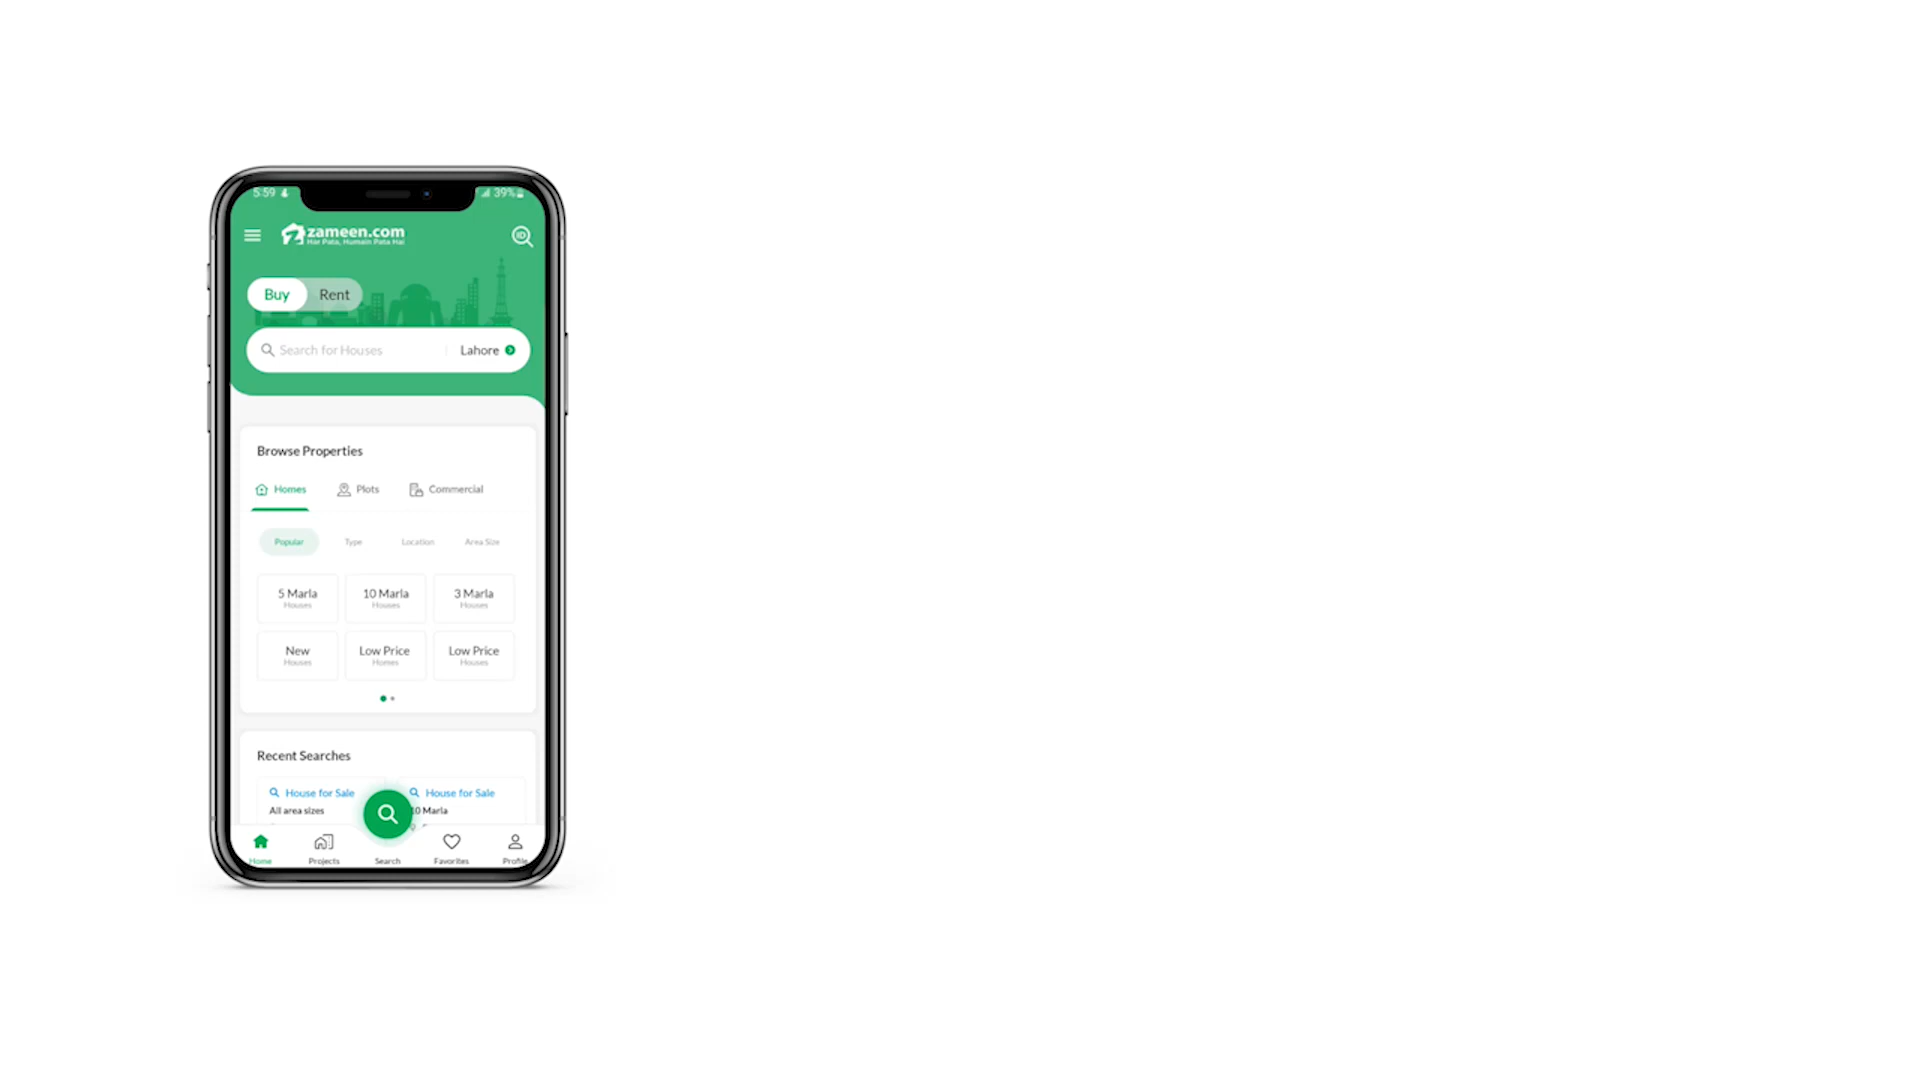 5:59 39%
zameen.com
Har Pata, Humain Pata Hai
ID
Buy Rent
Search for Houses Lahore
Browse Properties
Homes Plots Commercial
Popular Type Location Area Size
5 Marla 10 Marla 3 Marla
Houses Houses Houses
New Low Price Low Price
Houses Homes Houses
Recent Searches
House for Sale House for Sale
All area sizes 10 Marla
Home Projects Search Favorites Profile